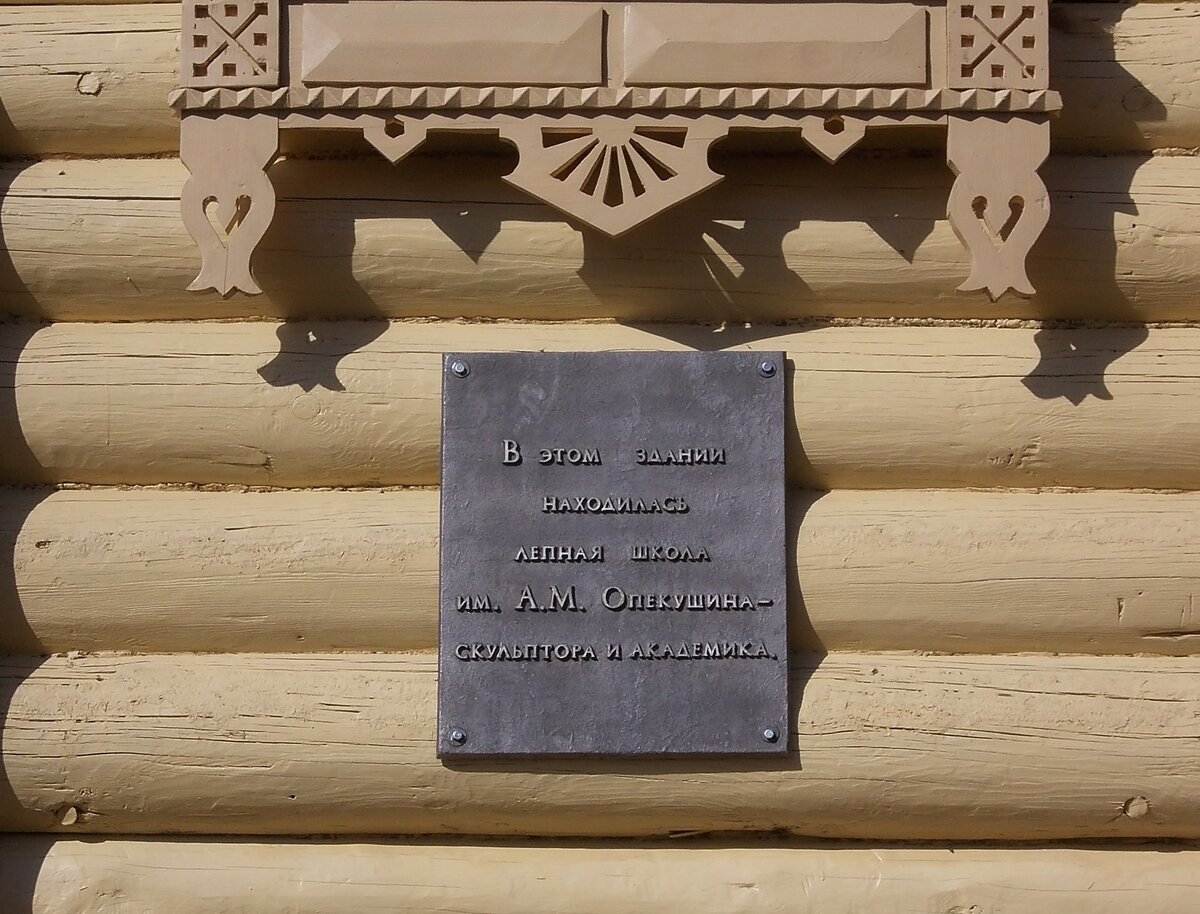 В этом здании
находилась
лепная школа
им. А.М. Опекушина –
скульптора и академика.